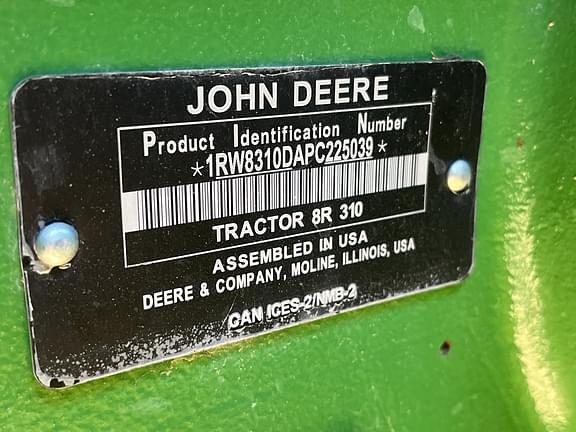 JOHN DEERE
Product Identification Number
*1RW8310DAPC225039*
TRACTOR 8R 310
ASSEMBLED IN USA
DEERE & COMPANY, MOLINE, ILLINOIS, USA
CAN ICES-2/NMB-2